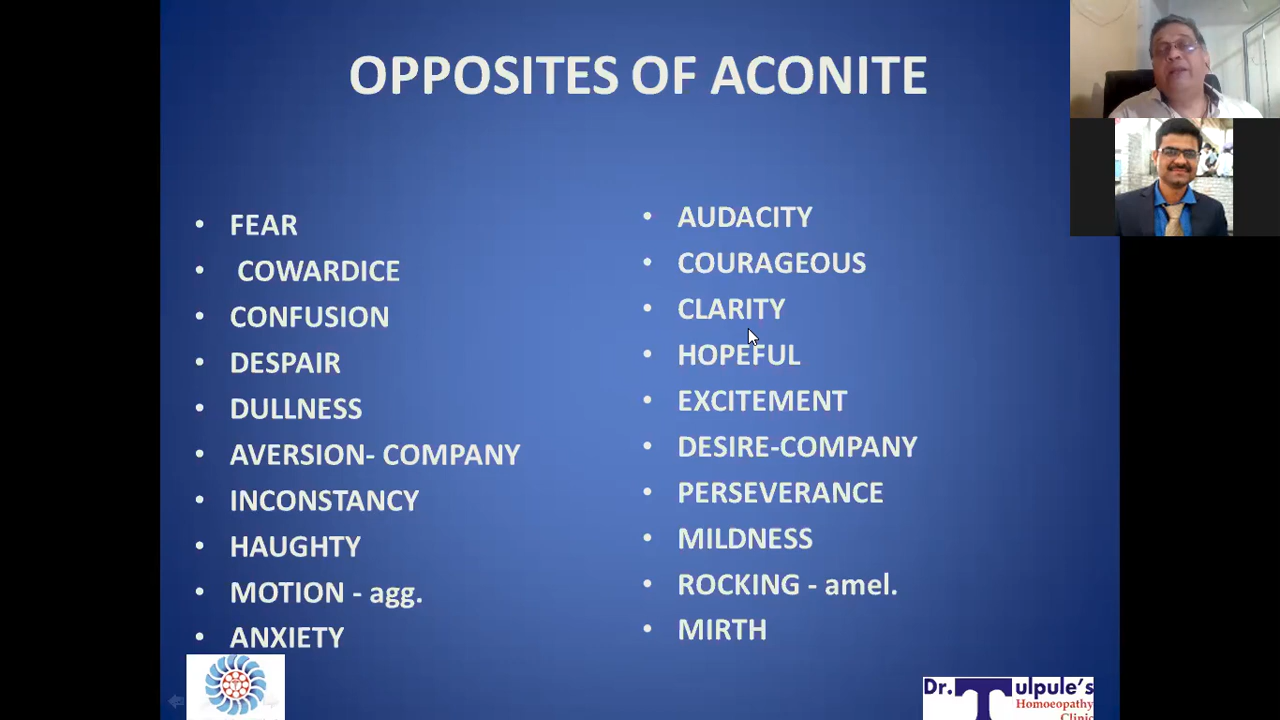 OPPOSITES OF ACONITE
• FEAR
• COWARDICE
• CONFUSION
• DESPAIR
• DULLNESS
• AVERSION- COMPANY
• INCONSTANCY
• HAUGHTY
• MOTION - agg.
• ANXIETY
• AUDACITY
• COURAGEOUS
• CLARITY
• HOPEFUL
• EXCITEMENT
• DESIRE-COMPANY
• PERSEVERANCE
• MILDNESS
• ROCKING - amel.
• MIRTH
Dr. Tulpule's
Homoeopathy
Clinic